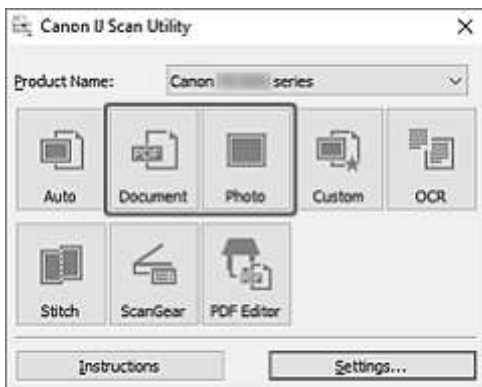 Canon IJ Scan Utility
Product Name: Canon series
Auto Document Photo Custom OCR
Stitch ScanGear PDF Editor
Instructions Settings...